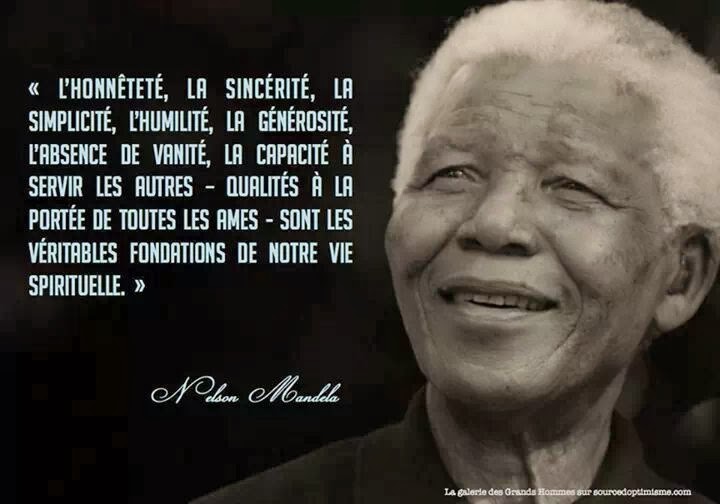 « L'HONNÊTETÉ, LA SINCÉRITÉ, LA
SIMPLICITÉ, L'HUMILITÉ, LA GÉNÉROSITÉ,
L'ABSENCE DE VANITÉ, LA CAPACITÉ À
SERVIR LES AUTRES - QUALITÉS À LA
PORTÉE DE TOUTES LES AMES - SONT LES
VÉRITABLES FONDATIONS DE NOTRE VIE
SPIRITUELLE. »
Nelson Mandela
La galerie des Grands Hommes sur sourcedoptimisme.com